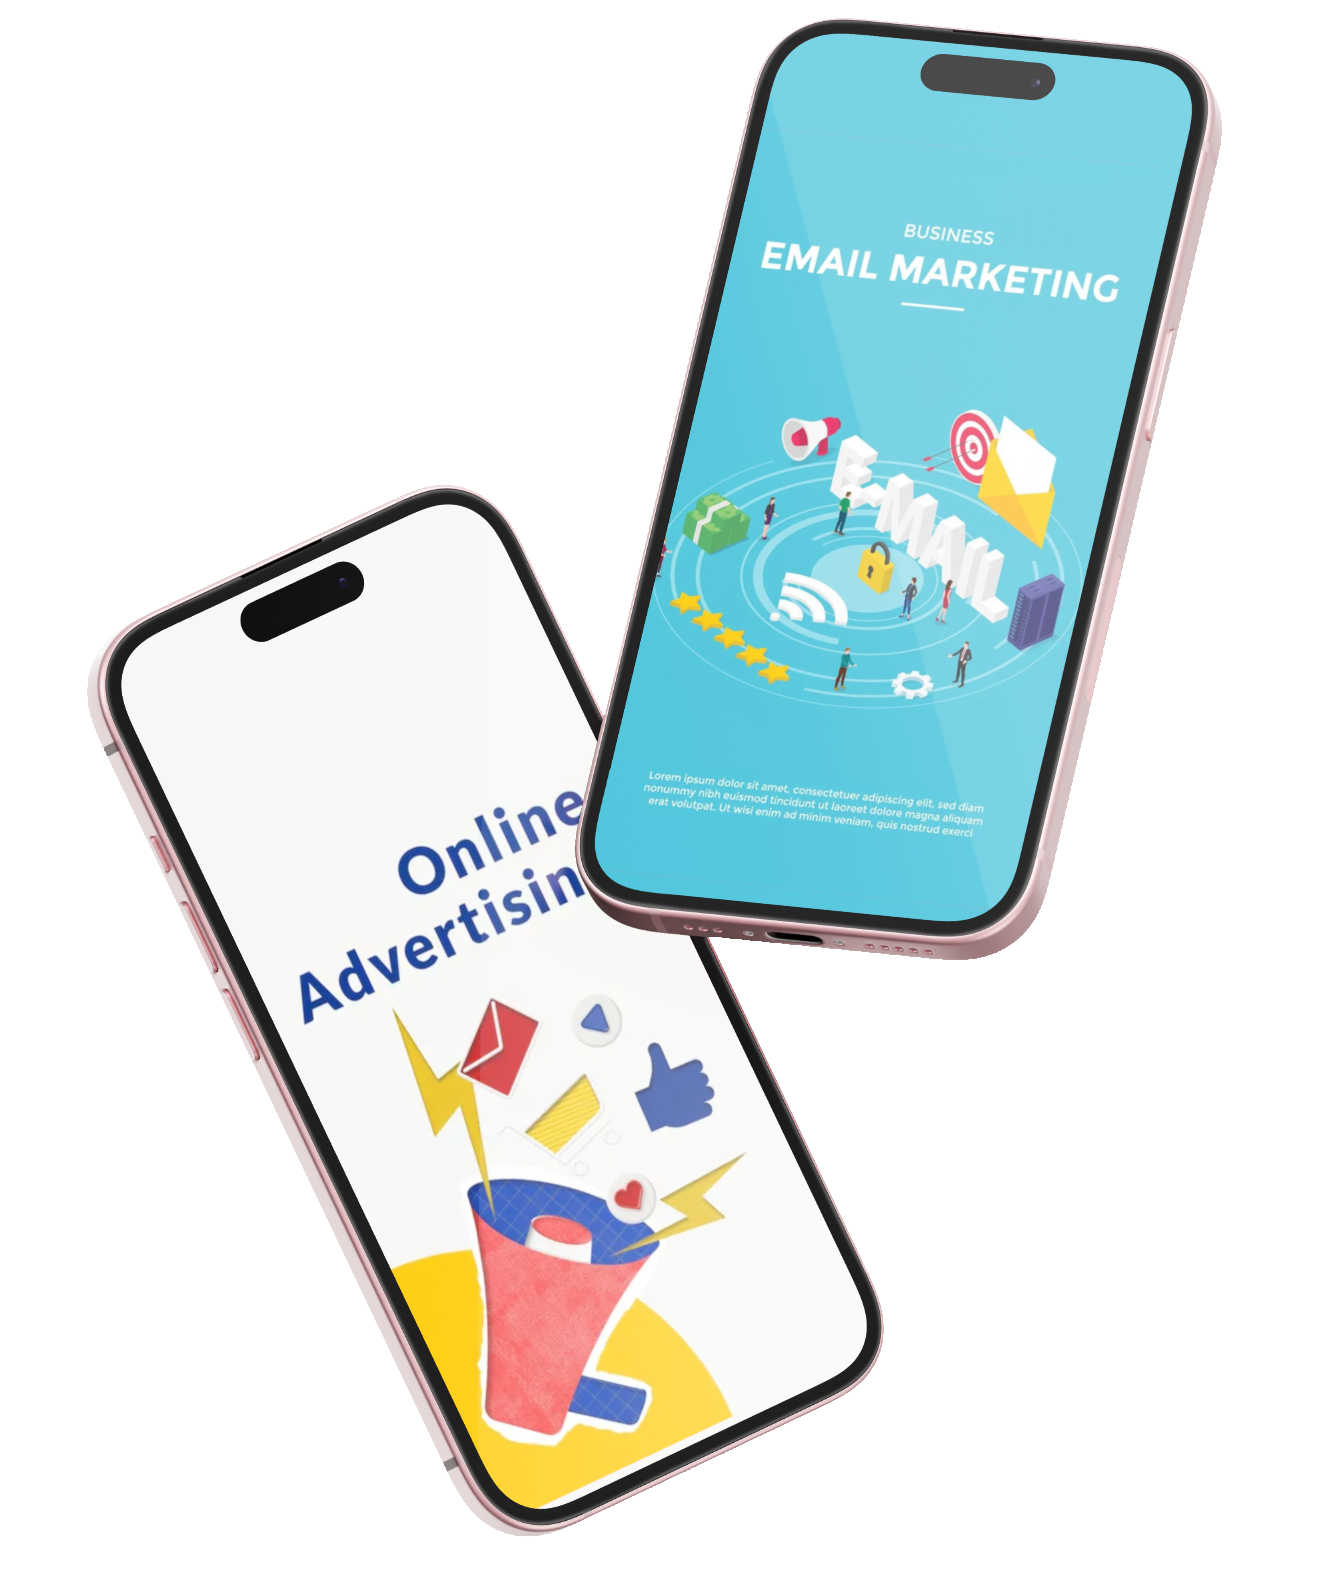 BUSINESS
EMAIL MARKETING
E-MAIL
Lorem ipsum dolor sit amet, consectetuer adipiscing elit, sed diam
nonummy nibh euismod tincidunt ut laoreet dolore magna aliquam
erat volutpat. Ut wisi enim ad minim veniam, quis nostrud exerci
Online
Advertisin